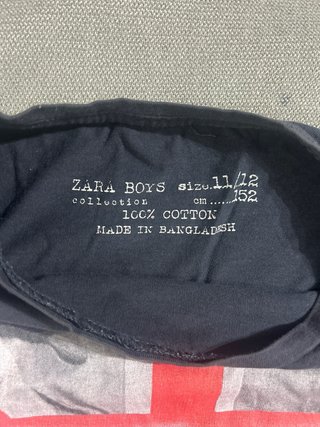 ZARA BOYS size.11/12
collection cm......152
100% COTTON
MADE IN BANGLADESH